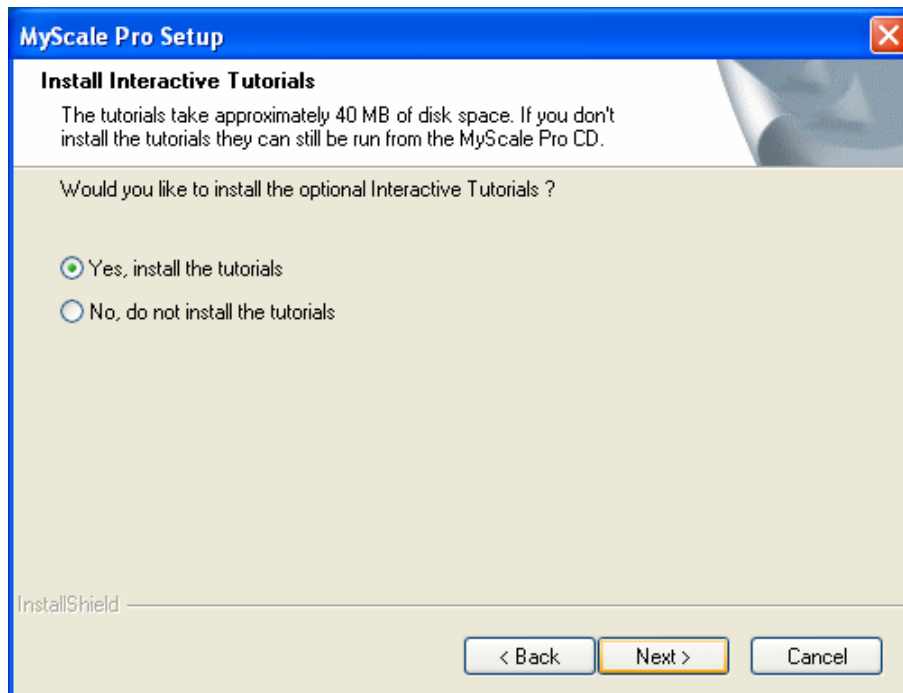 MyScale Pro Setup
Install Interactive Tutorials
The tutorials take approximately 40 MB of disk space. If you don't
install the tutorials they can still be run from the MyScale Pro CD.
Would you like to install the optional Interactive Tutorials ?
Yes, install the tutorials
No, do not install the tutorials
InstallShield
< Back Next > Cancel